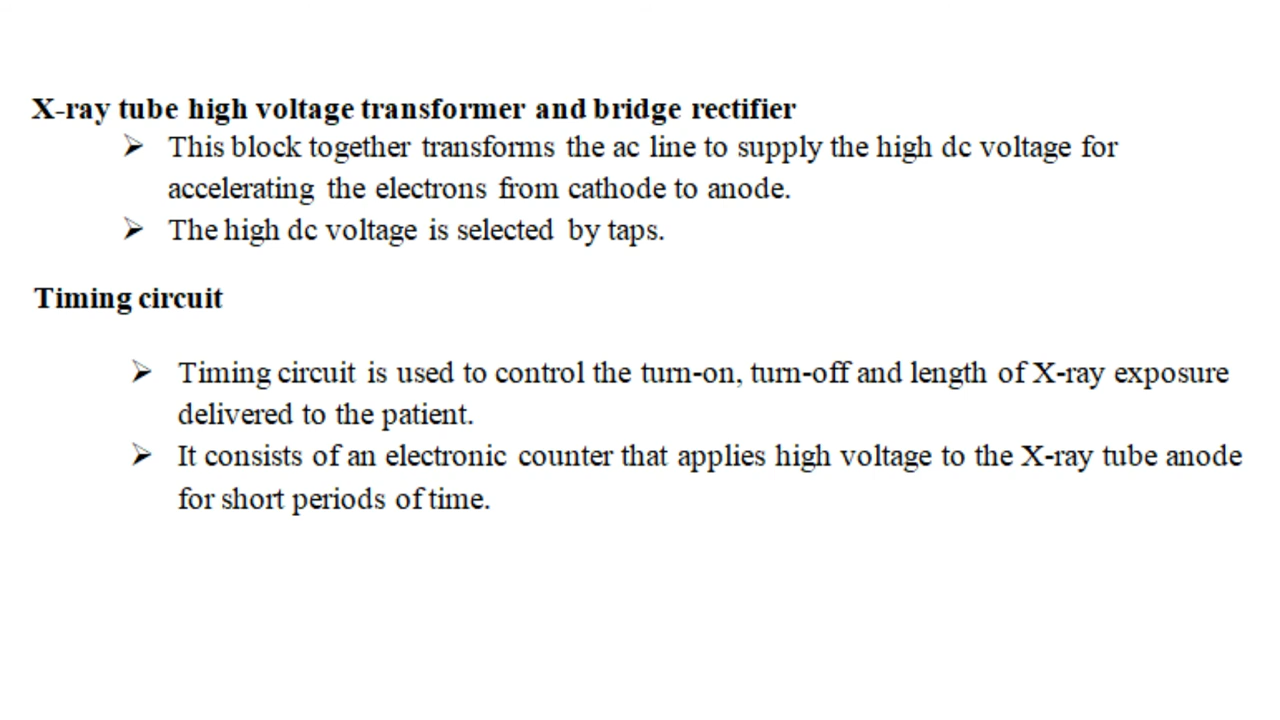 X-ray tube high voltage transformer and bridge rectifier
➢ This block together transforms the ac line to supply the high dc voltage for
accelerating the electrons from cathode to anode.
➢ The high dc voltage is selected by taps.
Timing circuit
➢ Timing circuit is used to control the turn-on, turn-off and length of X-ray exposure
delivered to the patient.
➢ It consists of an electronic counter that applies high voltage to the X-ray tube anode
for short periods of time.